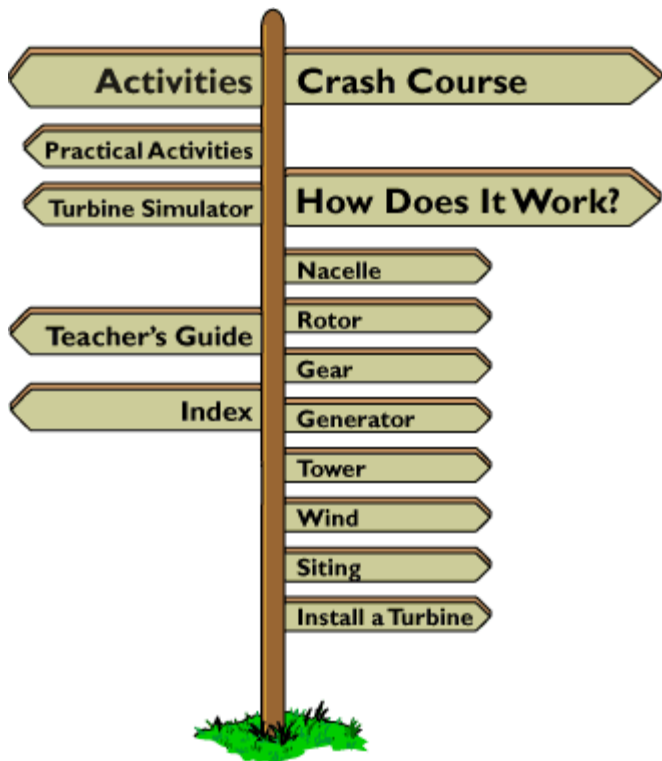 Activities
Crash Course
Practical Activities
Turbine Simulator
How Does It Work?
Nacelle
Rotor
Teacher's Guide
Gear
Index
Generator
Tower
Wind
Siting
Install a Turbine